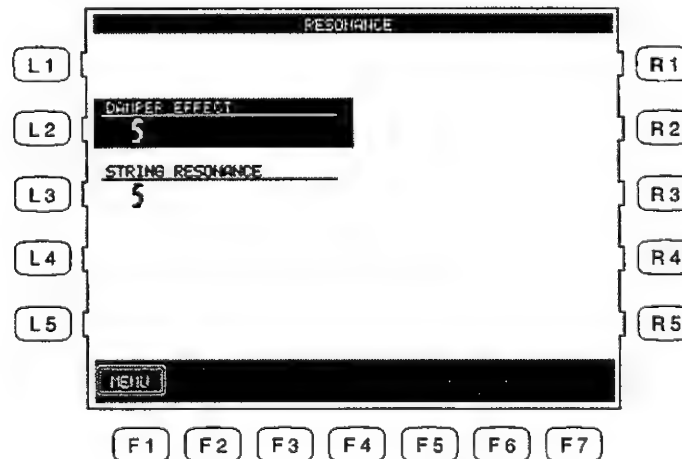 RESONANCE
L1 R1
DAMPER EFFECT
L2 5 R2
STRING RESONANCE
L3 5 R3
L4 R4
L5 R5
MENU
F1 F2 F3 F4 F5 F6 F7